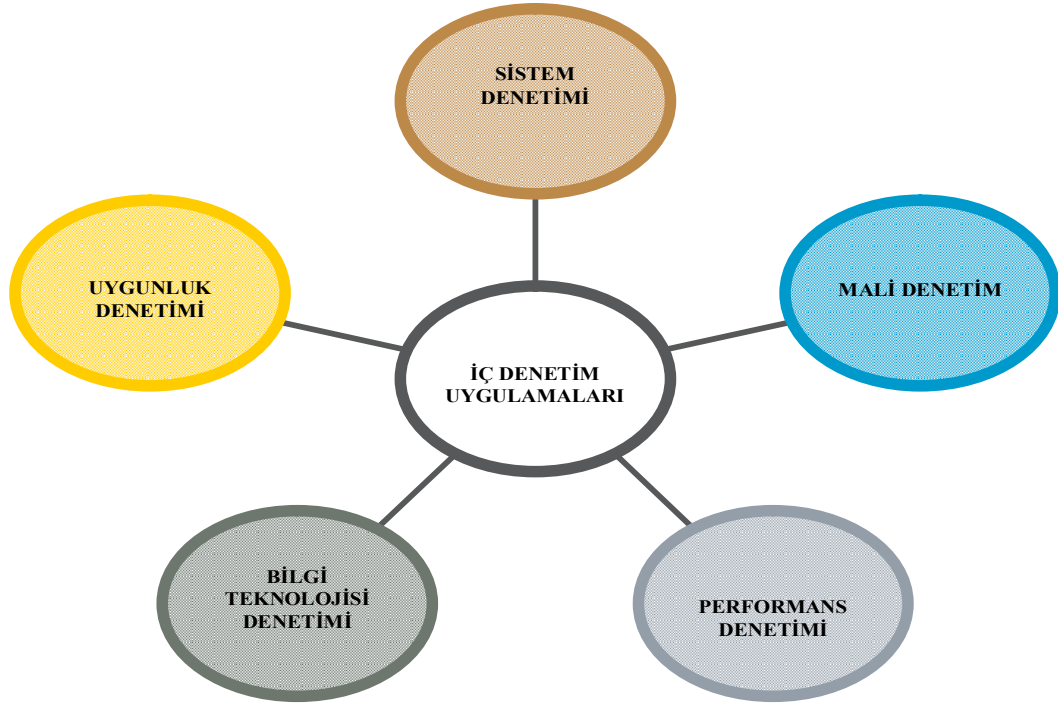 SİSTEM
DENETİMİ
UYGUNLUK
DENETİMİ
MALİ DENETİM
İÇ DENETİM
UYGULAMALARI
BİLGİ
TEKNOLOJİSİ
DENETİMİ
PERFORMANS
DENETİMİ